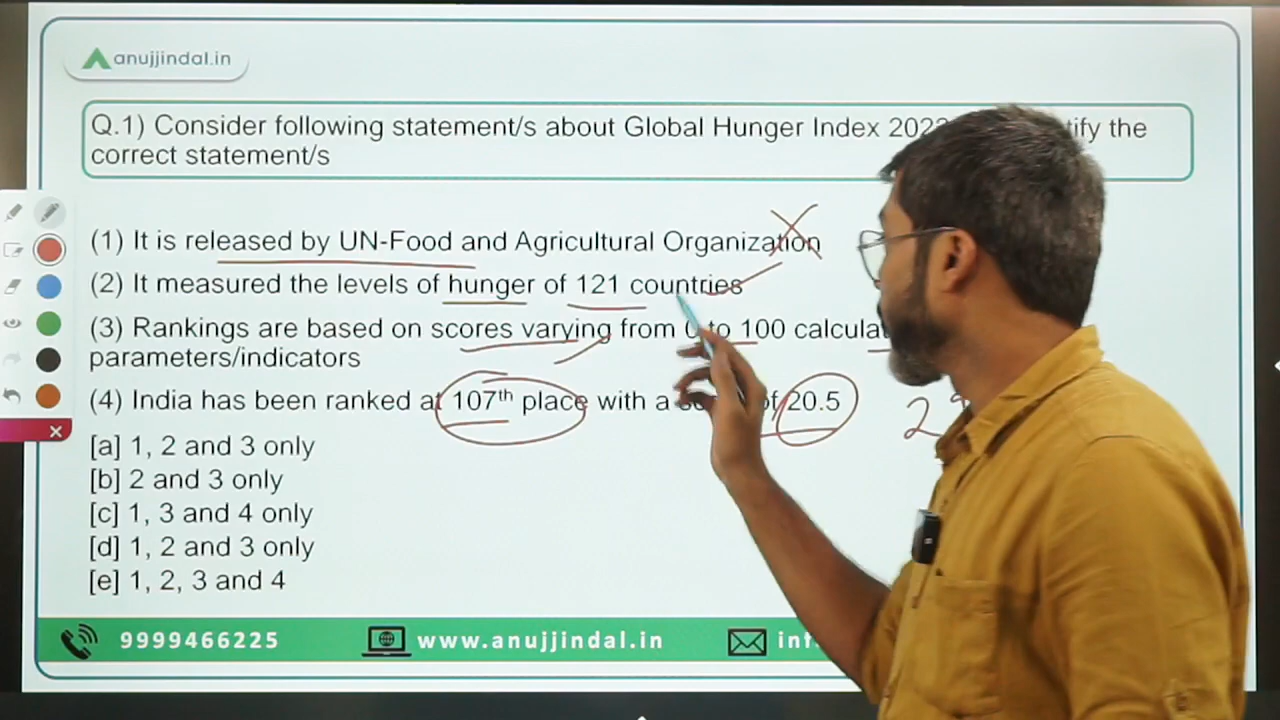 anujjindal.in
Q.1) Consider following statement/s about Global Hunger Index the
correct statement/s
(1) It is released by UN-Food and Agricultural Organization
(2) It measured the levels of hunger of 121 countries
(3) Rankings are based on scores varying from 0 to 100
parameters/indicators
(4) India has been ranked at 107th place with a of 20.5
[a] 1, 2 and 3 only
[b] 2 and 3 only
[c] 1, 3 and 4 only
[d] 1, 2 and 3 only
[e] 1, 2, 3 and 4
9999466225 www.anujjindal.in